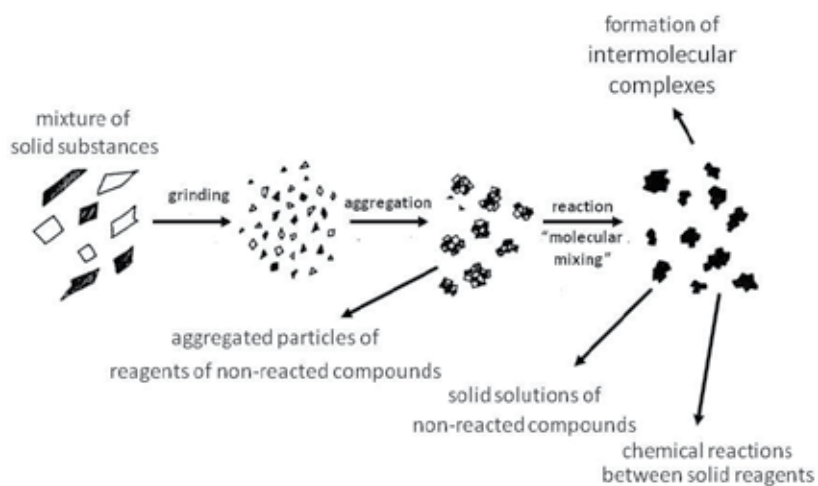 formation of
intermolecular
complexes
mixture of
solid substances
grinding
aggregation
reaction
"molecular
mixing"
aggregated particles of
reagents of non-reacted compounds
solid solutions of
non-reacted compounds
chemical reactions
between solid reagents